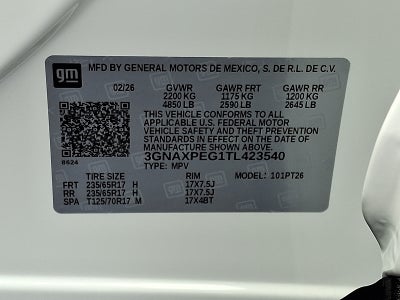 gm MFD BY GENERAL MOTORS DE MEXICO, S. DE R.L. DE C.V.
02/26 GVWR GAWR FRT GAWR RR
2200 KG 1175 KG 1200 KG
4850 LB 2590 LB 2645 LB
THIS VEHICLE CONFORMS TO ALL
APPLICABLE U.S. FEDERAL MOTOR
VEHICLE SAFETY AND THEFT PREVENTION
STANDARDS IN EFFECT ON THE DATE OF
MANUFACTURE SHOWN ABOVE.
3GNAXPEG1TL423540
8624 TYPE: MPV MODEL: 101PT26
TIRE SIZE RIM
FRT 235/65R17 H 17X7.5J
RR 235/65R17 H 17X7.5J
SPA T125/70R17 M 17X4BT